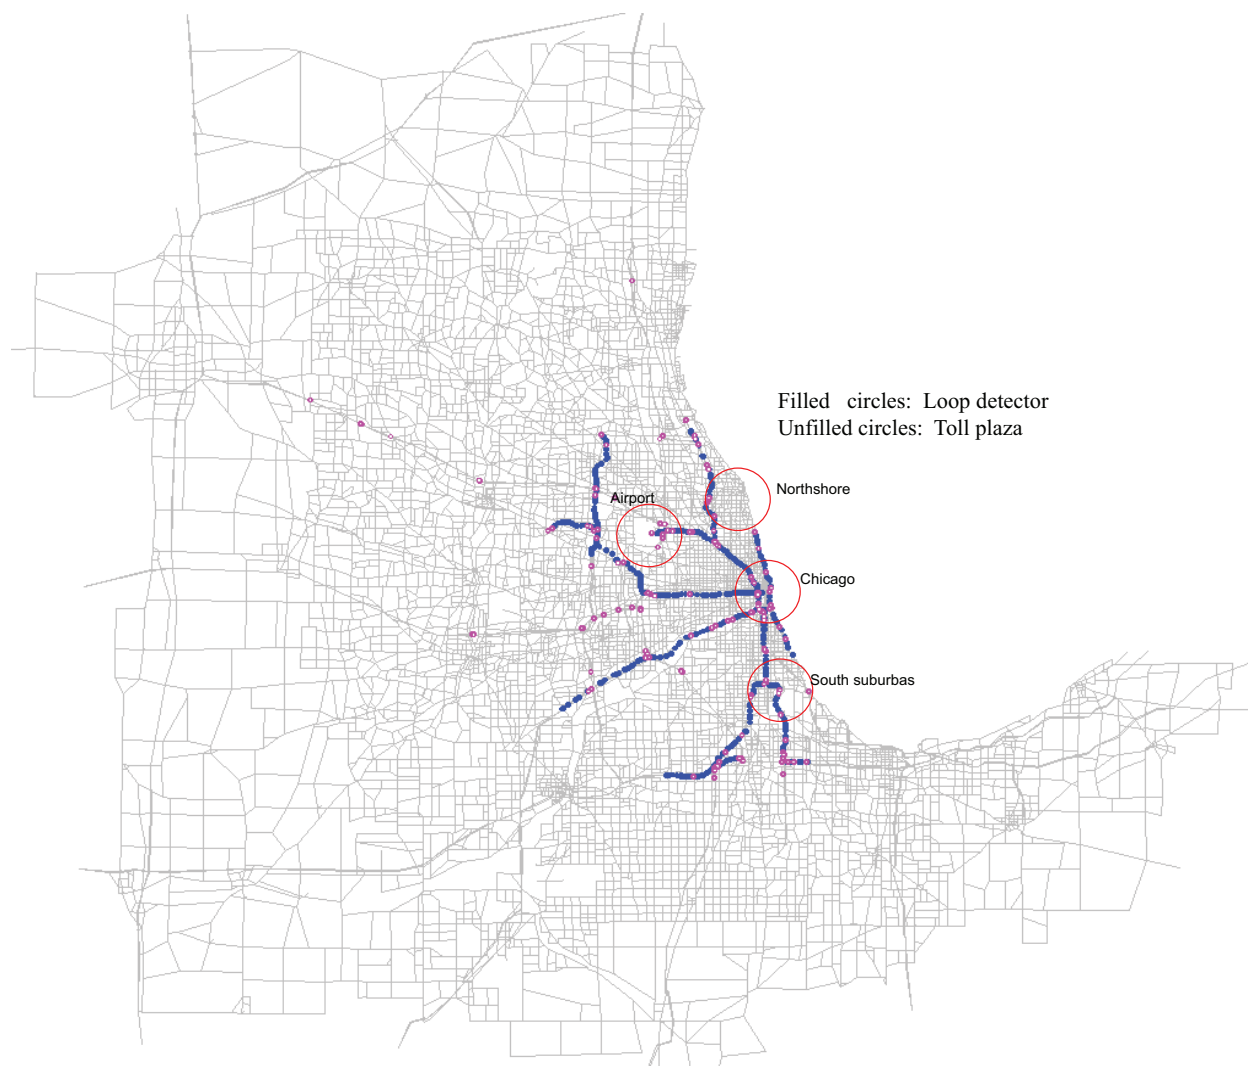 Filled circles: Loop detector
Unfilled circles: Toll plaza
Northshore
Airport
Chicago
South suburbas